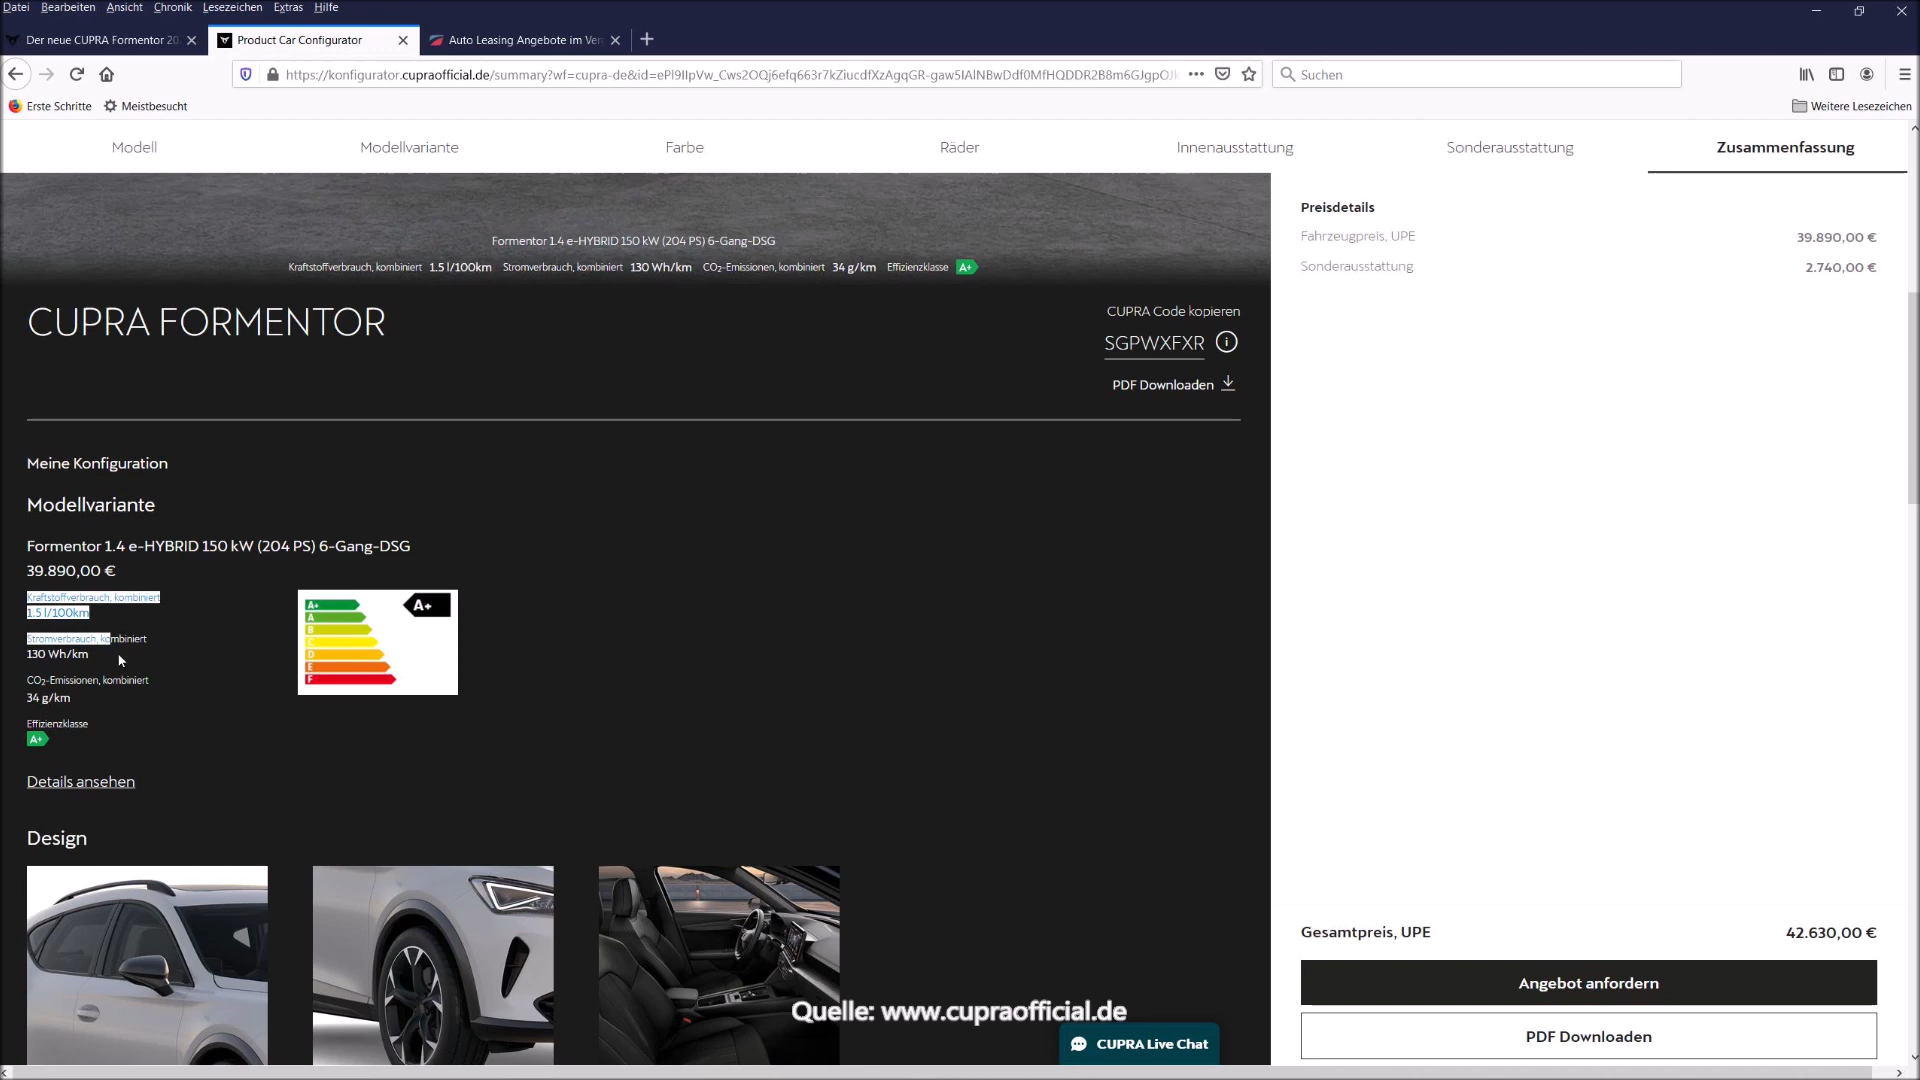 Datei Bearbeiten Ansicht Chronik Lesezeichen Extras Hilfe
Der neue CUPRA Formentor 20 Product Car Configurator Auto Leasing Angebote im Ver
https://konfigurator.cupraofficial.de/summary?wf=cupra-de&id= Suchen
Erste Schritte Meistbesucht Weitere Lesezeichen
Modell Modellvariante Farbe Räder Innenausstattung Sonderausstattung Zusammenfassung
Formentor 1.4 e-HYBRID 150 kW (204 PS) 6-Gang-DSG
Kraftstoffverbrauch, kombiniert 1.5 l/100km Stromverbrauch, kombiniert 130 Wh/km CO₂-Emissionen, kombiniert 34 g/km Effizienzklasse A+
Preisdetails
Fahrzeugpreis, UPE 39.890,00 €
Sonderausstattung 2.740,00 €
CUPRA FORMENTOR
CUPRA Code kopieren
SGPWXFXR
PDF Downloaden
Meine Konfiguration
Modellvariante
Formentor 1.4 e-HYBRID 150 kW (204 PS) 6-Gang-DSG
39.890,00 €
Kraftstoffverbrauch, kombiniert
1.5 l/100km
Stromverbrauch, kombiniert
130 Wh/km
CO₂-Emissionen, kombiniert
34 g/km
Effizienzklasse
A+
A+ A+
A
B
C
D
E
F
Details ansehen
Design
Gesamtpreis, UPE 42.630,00 €
Angebot anfordern
PDF Downloaden
Quelle: www.cupraofficial.de
CUPRA Live Chat